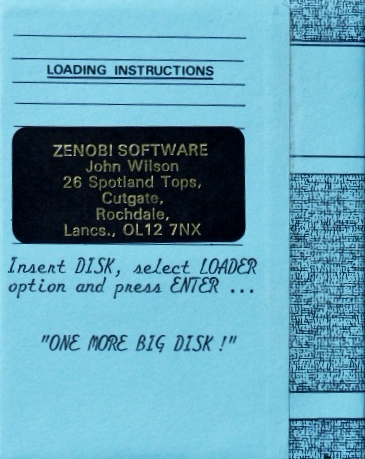 LOADING INSTRUCTIONS
ZENOBI SOFTWARE
John Wilson
26 Spotland Tops,
Cutgate,
Rochdale,
Lancs., OL12 7NX
Insert DISK, select LOADER
option and press ENTER ...
"ONE MORE BIG DISK !"